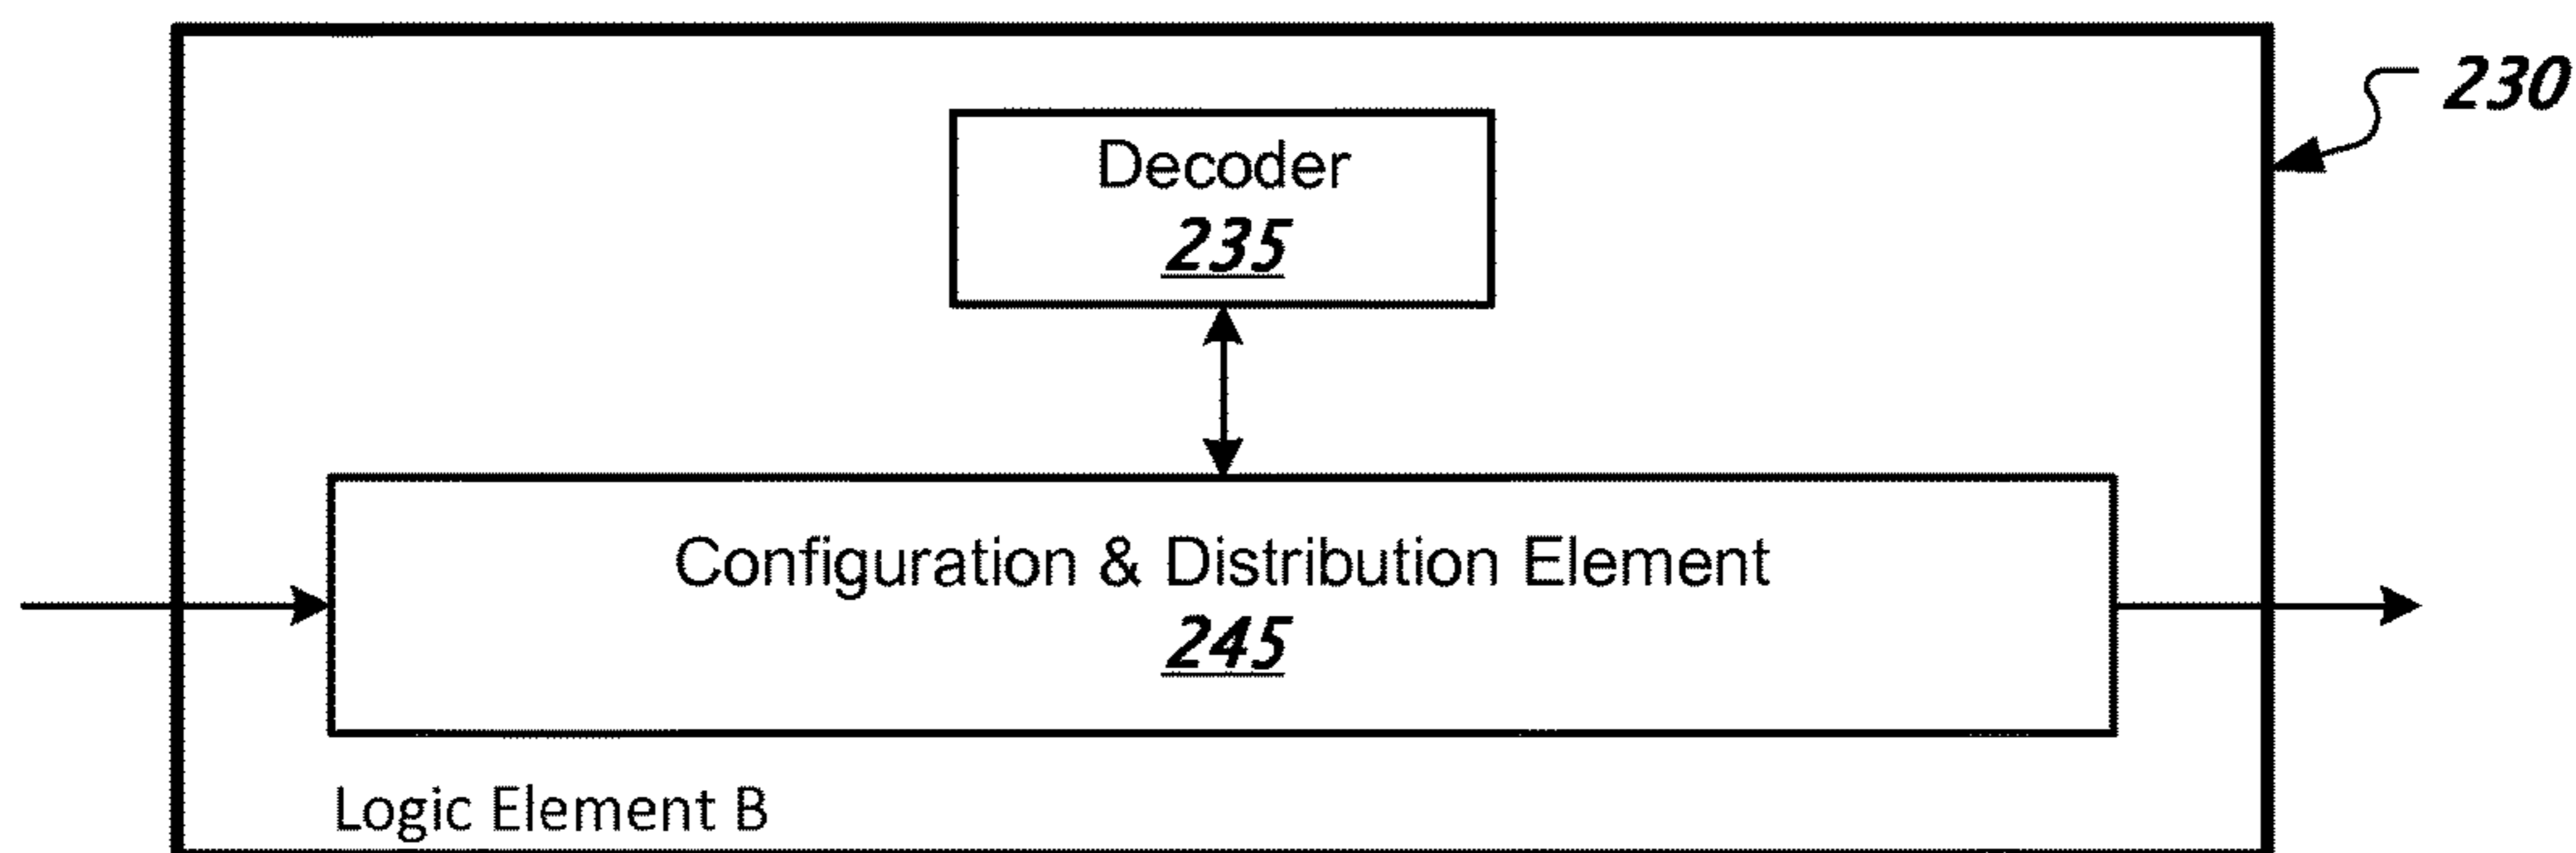 230
Decoder
235
Configuration & Distribution Element
245
Logic Element B